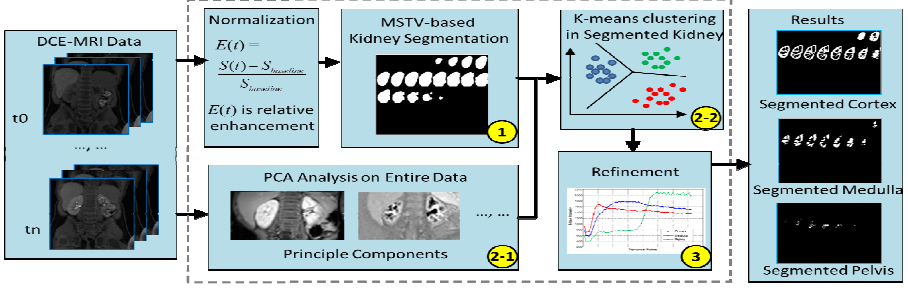 DCE-MRI Data
t0
..., ...
tn
Normalization
E(t) =
S(t) − S baseline
S baseline
E(t) is relative
enhancement
MSTV-based
Kidney Segmentation
1
PCA Analysis on Entire Data
..., ...
Principle Components
2-1
K-means clustering
in Segmented Kidney
2-2
Refinement
3
Results
Segmented Cortex
Segmented Medulla
Segmented Pelvis